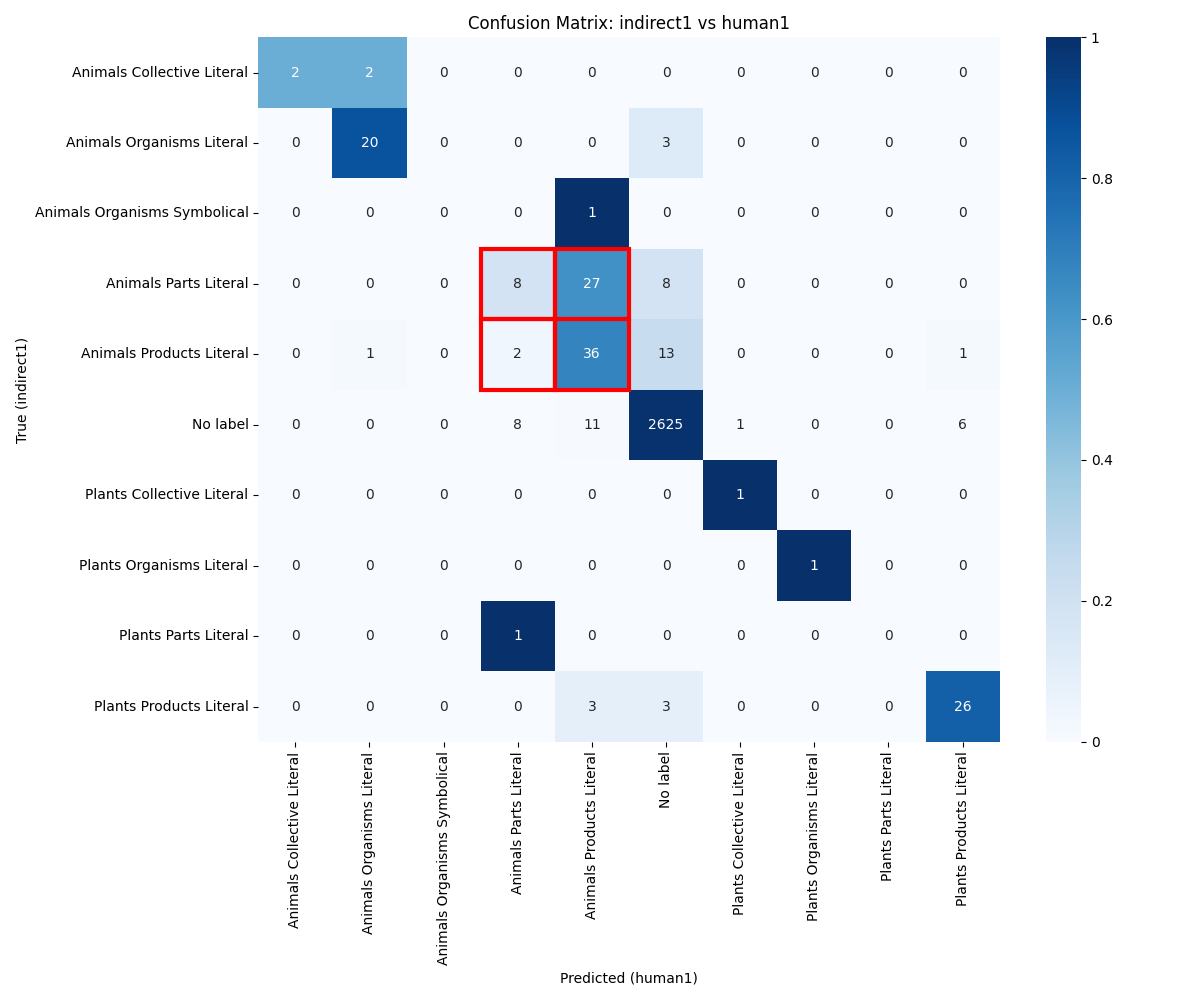 Confusion Matrix: indirect1 vs human1
Animals Collective Literal 2 2 0 0 0 0 0 0 0 0
Animals Organisms Literal 0 20 0 0 0 3 0 0 0 0
Animals Organisms Symbolical 0 0 0 0 1 0 0 0 0 0
Animals Parts Literal 0 0 0 8 27 8 0 0 0 0
Animals Products Literal 0 1 0 2 36 13 0 0 0 1
No label 0 0 0 8 11 2625 1 0 0 6
Plants Collective Literal 0 0 0 0 0 0 1 0 0 0
Plants Organisms Literal 0 0 0 0 0 0 0 1 0 0
Plants Parts Literal 0 0 0 1 0 0 0 0 0 0
Plants Products Literal 0 0 0 0 3 3 0 0 0 26
True (indirect1)
Animals Collective Literal
Animals Organisms Literal
Animals Organisms Symbolical
Animals Parts Literal
Animals Products Literal
No label
Plants Collective Literal
Plants Organisms Literal
Plants Parts Literal
Plants Products Literal
Predicted (human1)
1
0.8
0.6
0.4
0.2
0